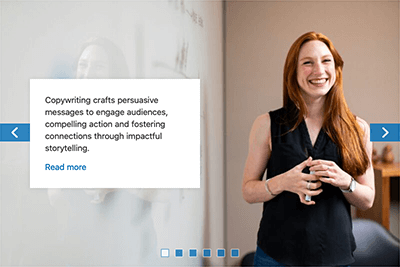 Copywriting crafts persuasive
messages to engage audiences,
compelling action and fostering
connections through impactful
storytelling.
Read more